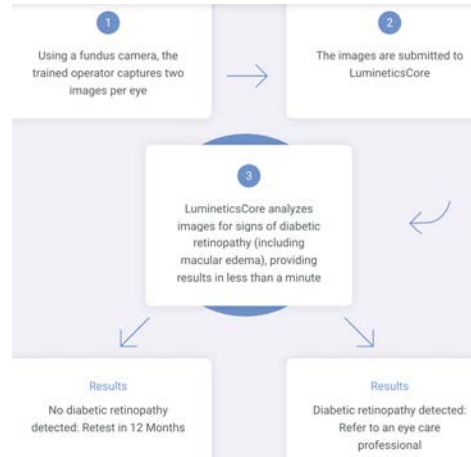 1
Using a fundus camera, the
trained operator captures two
images per eye
2
The images are submitted to
LumineticsCore
3
LumineticsCore analyzes
images for signs of diabetic
retinopathy (including
macular edema), providing
results in less than a minute
Results
No diabetic retinopathy
detected: Retest in 12 Months
Results
Diabetic retinopathy detected:
Refer to an eye care
professional